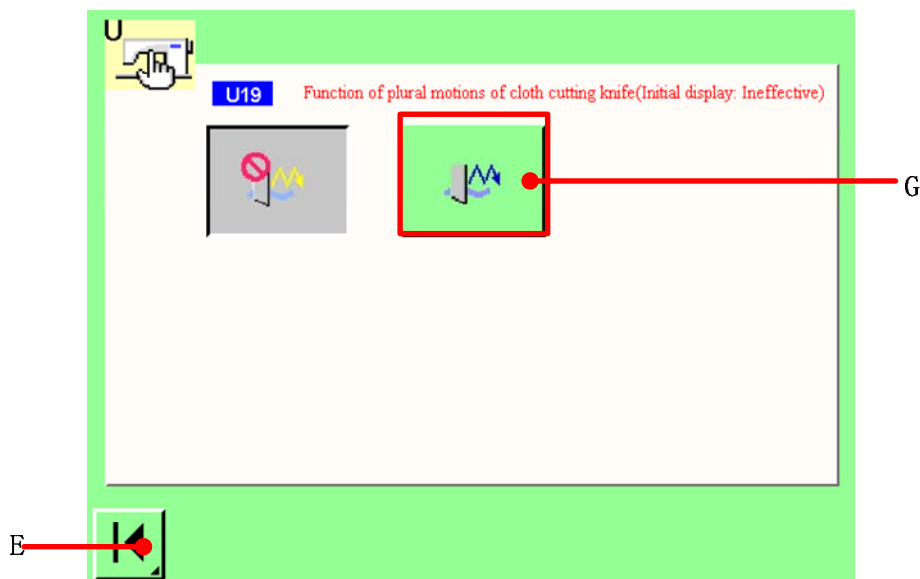 U
U19 Function of plural motions of cloth cutting knife(Initial display: Ineffective)
G
E